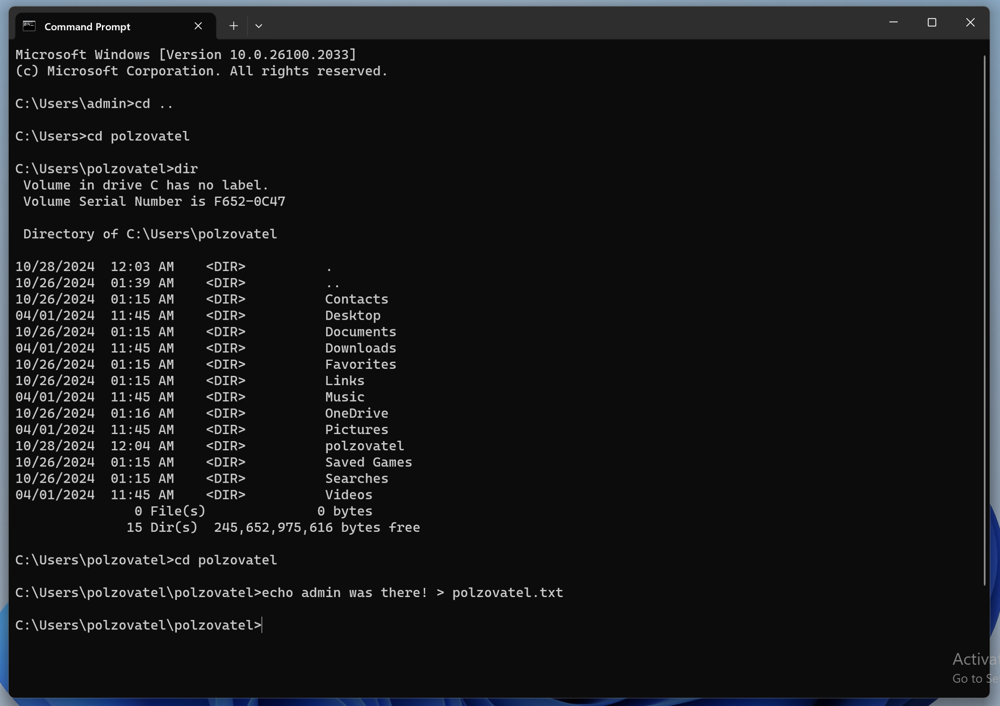 Command Prompt
Microsoft Windows [Version 10.0.26100.2033]
(c) Microsoft Corporation. All rights reserved.
C:\Users\admin>cd ..
C:\Users>cd polzovatel
C:\Users\polzovatel>dir
 Volume in drive C has no label.
 Volume Serial Number is F652-0C47
 Directory of C:\Users\polzovatel
10/28/2024  12:03 AM    <DIR>          .
10/26/2024  01:39 AM    <DIR>          ..
10/26/2024  01:15 AM    <DIR>          Contacts
04/01/2024  11:45 AM    <DIR>          Desktop
10/26/2024  01:15 AM    <DIR>          Documents
04/01/2024  11:45 AM    <DIR>          Downloads
10/26/2024  01:15 AM    <DIR>          Favorites
10/26/2024  01:15 AM    <DIR>          Links
04/01/2024  11:45 AM    <DIR>          Music
10/26/2024  01:16 AM    <DIR>          OneDrive
04/01/2024  11:45 AM    <DIR>          Pictures
10/28/2024  12:04 AM    <DIR>          polzovatel
10/26/2024  01:15 AM    <DIR>          Saved Games
10/26/2024  01:15 AM    <DIR>          Searches
04/01/2024  11:45 AM    <DIR>          Videos
               0 File(s)              0 bytes
              15 Dir(s)  245,652,975,616 bytes free
C:\Users\polzovatel>cd polzovatel
C:\Users\polzovatel\polzovatel>echo admin was there! > polzovatel.txt
C:\Users\polzovatel\polzovatel>
Go to